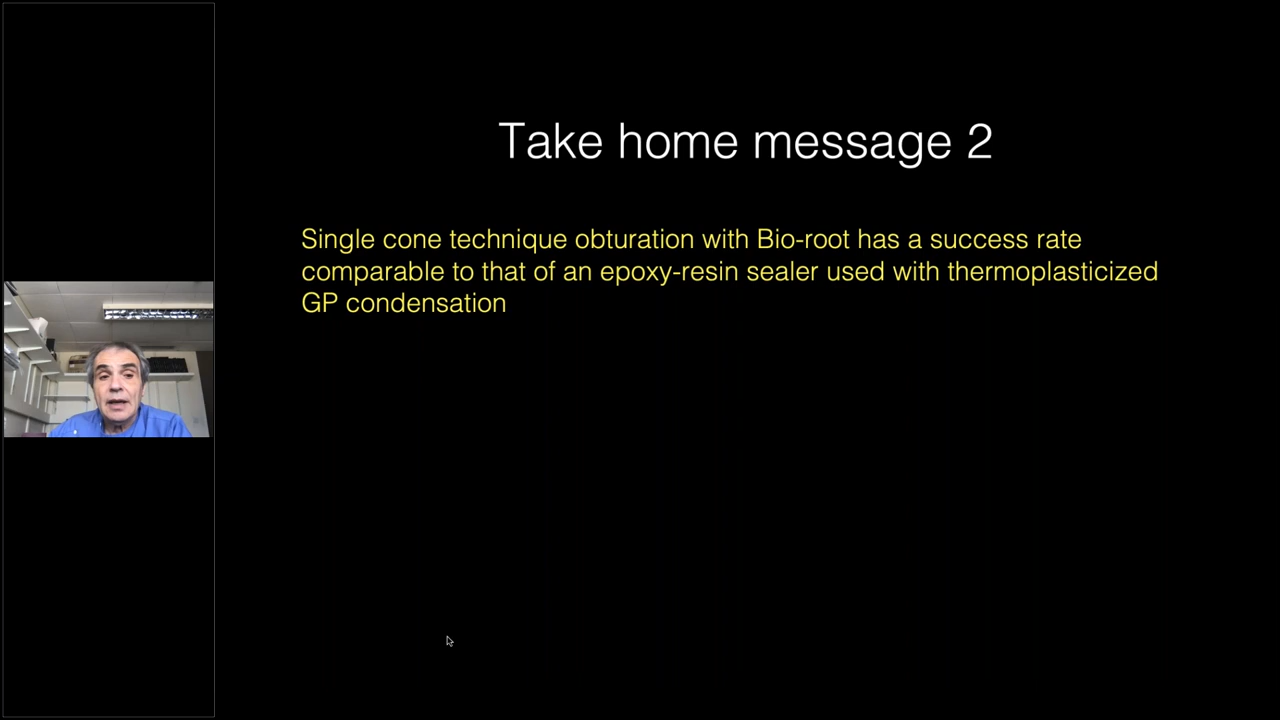 Take home message 2
Single cone technique obturation with Bio-root has a success rate
comparable to that of an epoxy-resin sealer used with thermoplasticized
GP condensation